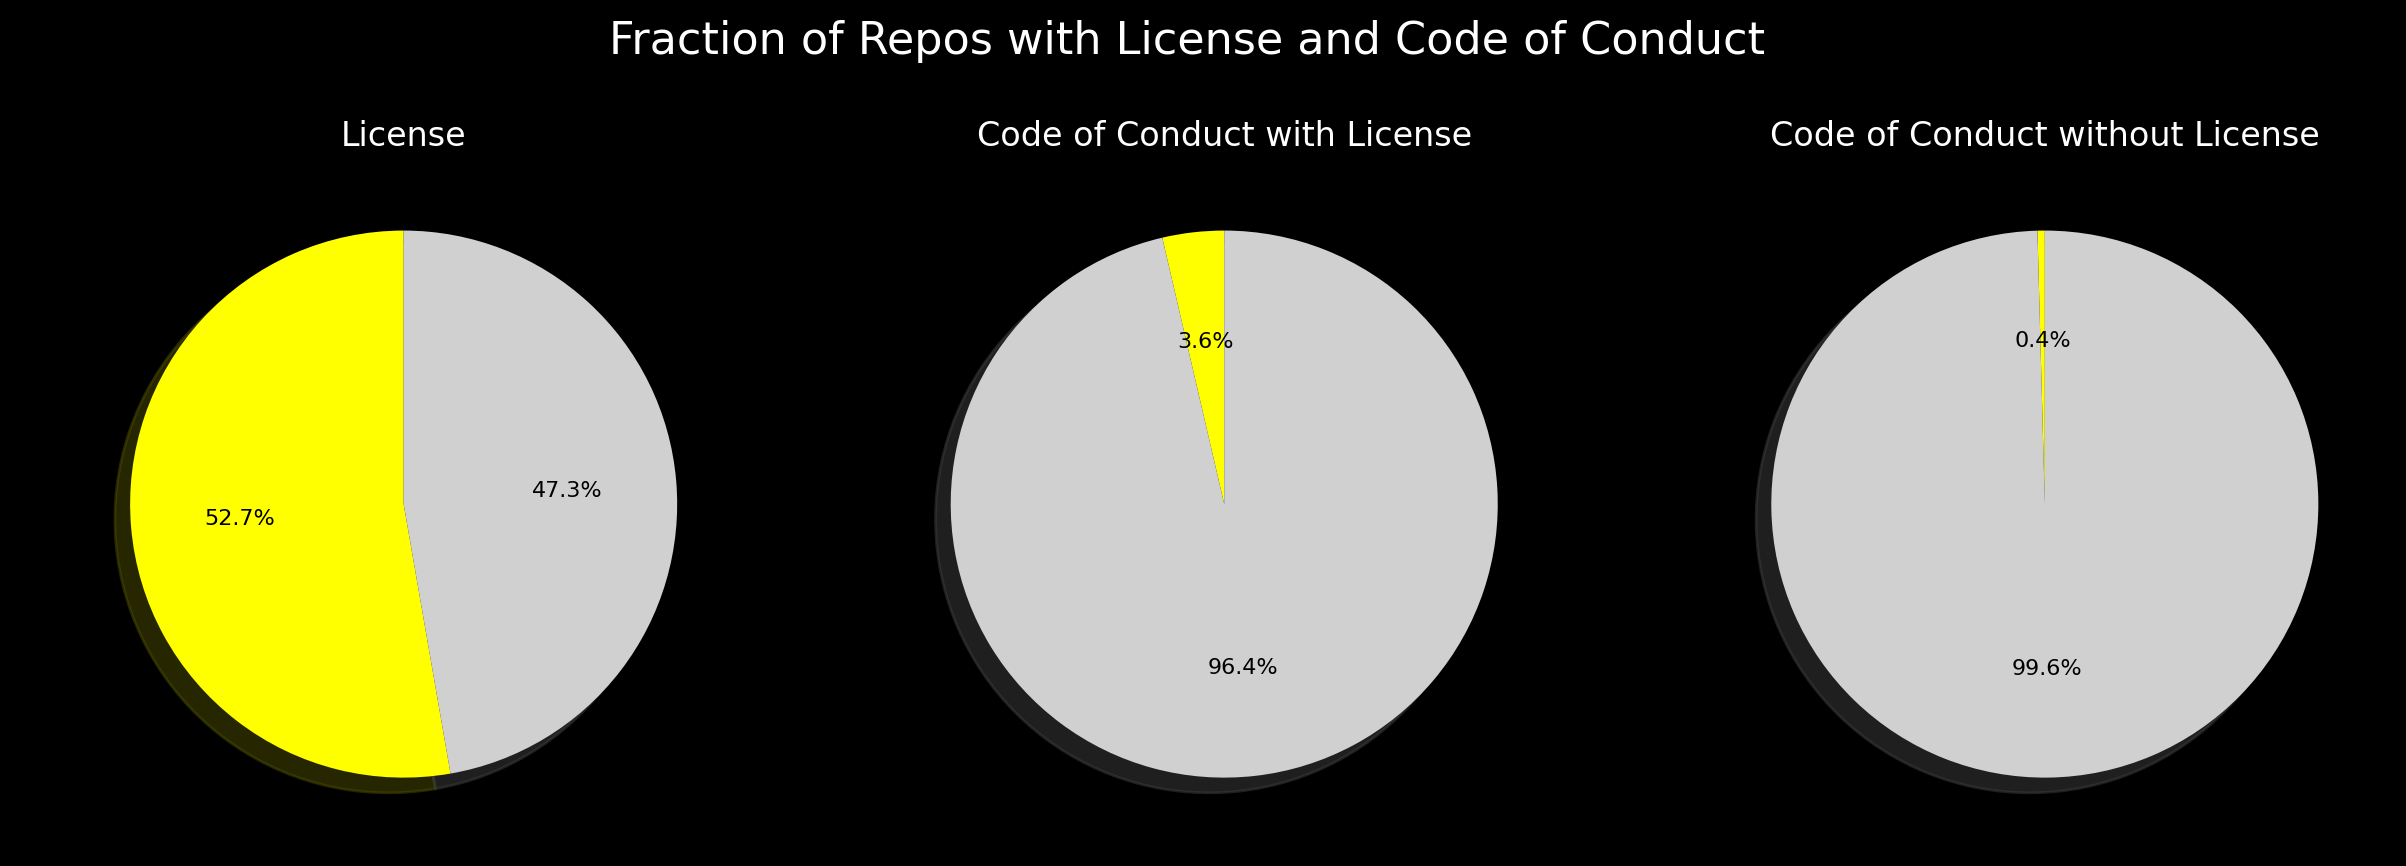 Fraction of Repos with License and Code of Conduct
License
52.7%
47.3%
Code of Conduct with License
3.6%
96.4%
Code of Conduct without License
0.4%
99.6%